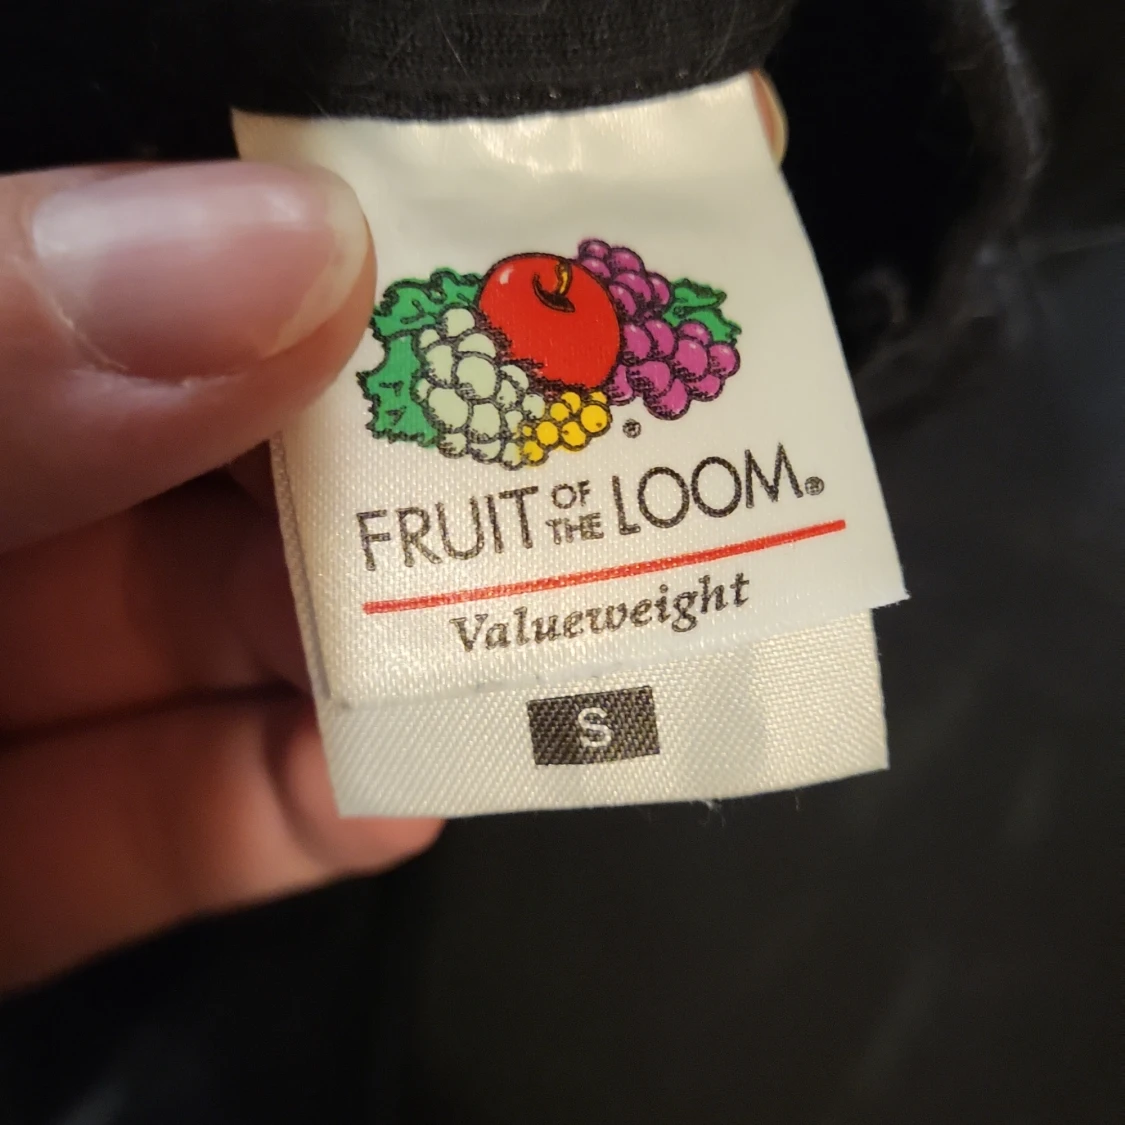 ®
FRUIT OF THE LOOM®
Valueweight
S